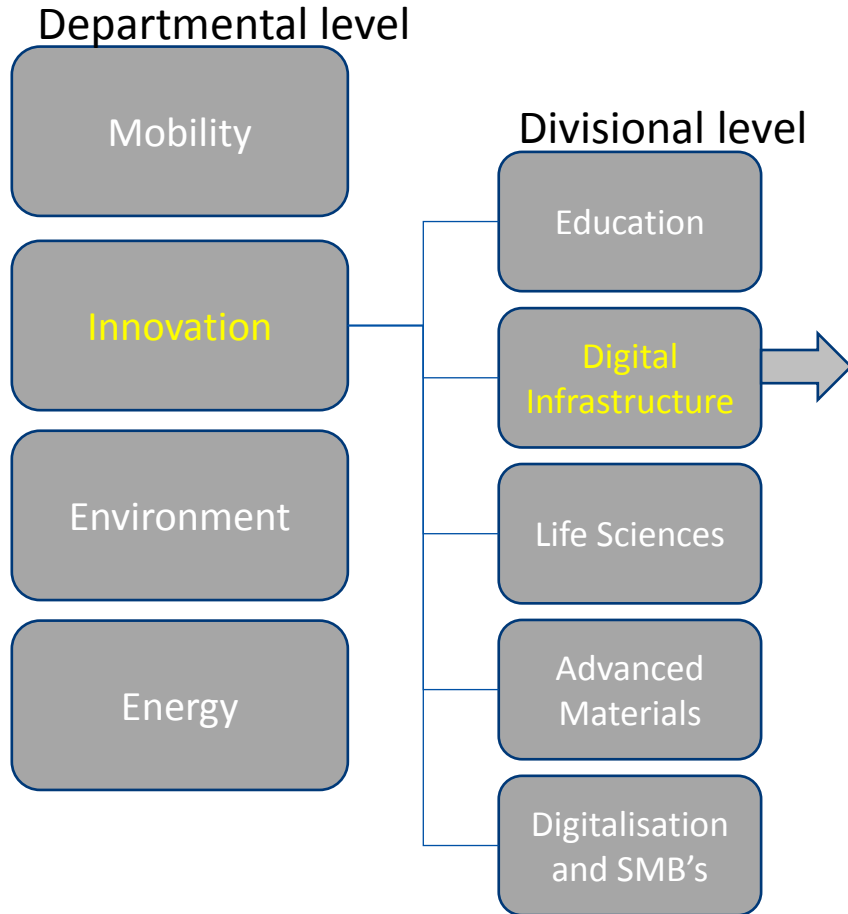 Departmental level
Mobility
Innovation
Environment
Energy
Divisional level
Education
Digital
Infrastructure
Life Sciences
Advanced
Materials
Digitalisation
and SMB’s